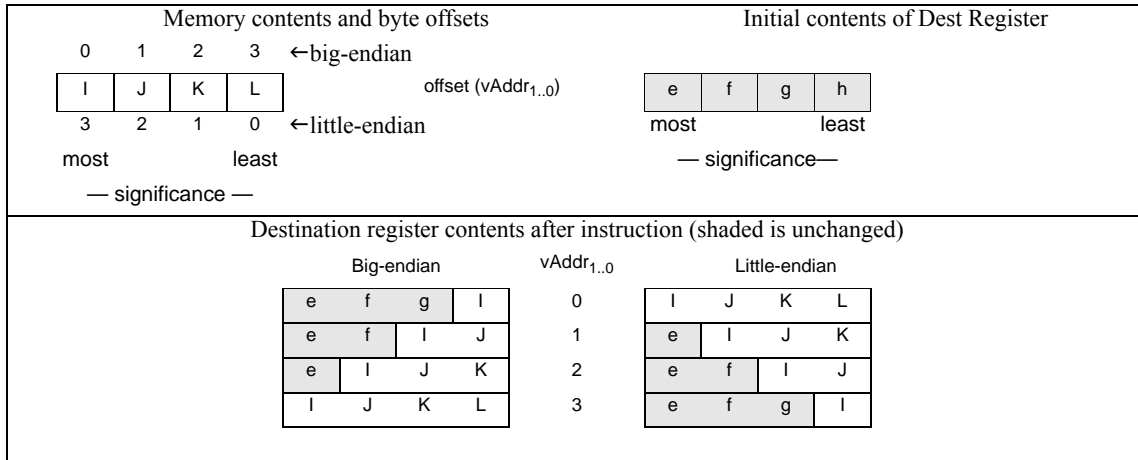 Memory contents and byte offsets Initial contents of Dest Register
0 1 2 3 ←big-endian
I J K L offset (vAddr1..0) e f g h
3 2 1 0 ←little-endian most least
most least — significance—
— significance —
Destination register contents after instruction (shaded is unchanged)
Big-endian vAddr1..0 Little-endian
e f g I 0 I J K L
e f I J 1 e I J K
e I J K 2 e f I J
I J K L 3 e f g I